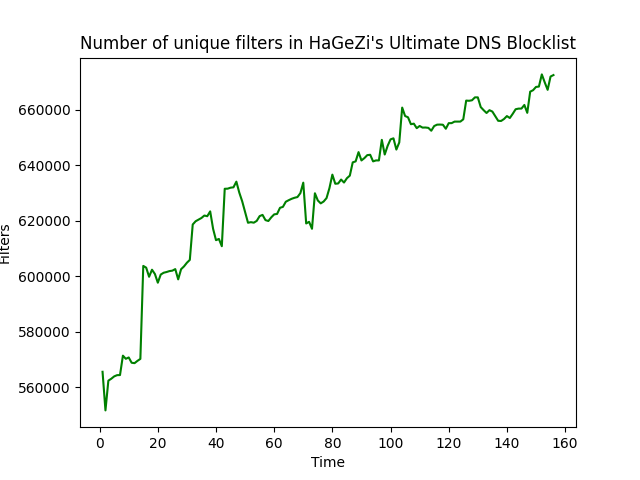 Number of unique filters in HaGeZi's Ultimate DNS Blocklist
660000
640000
620000
600000
580000
560000
Filters
0 20 40 60 80 100 120 140 160
Time